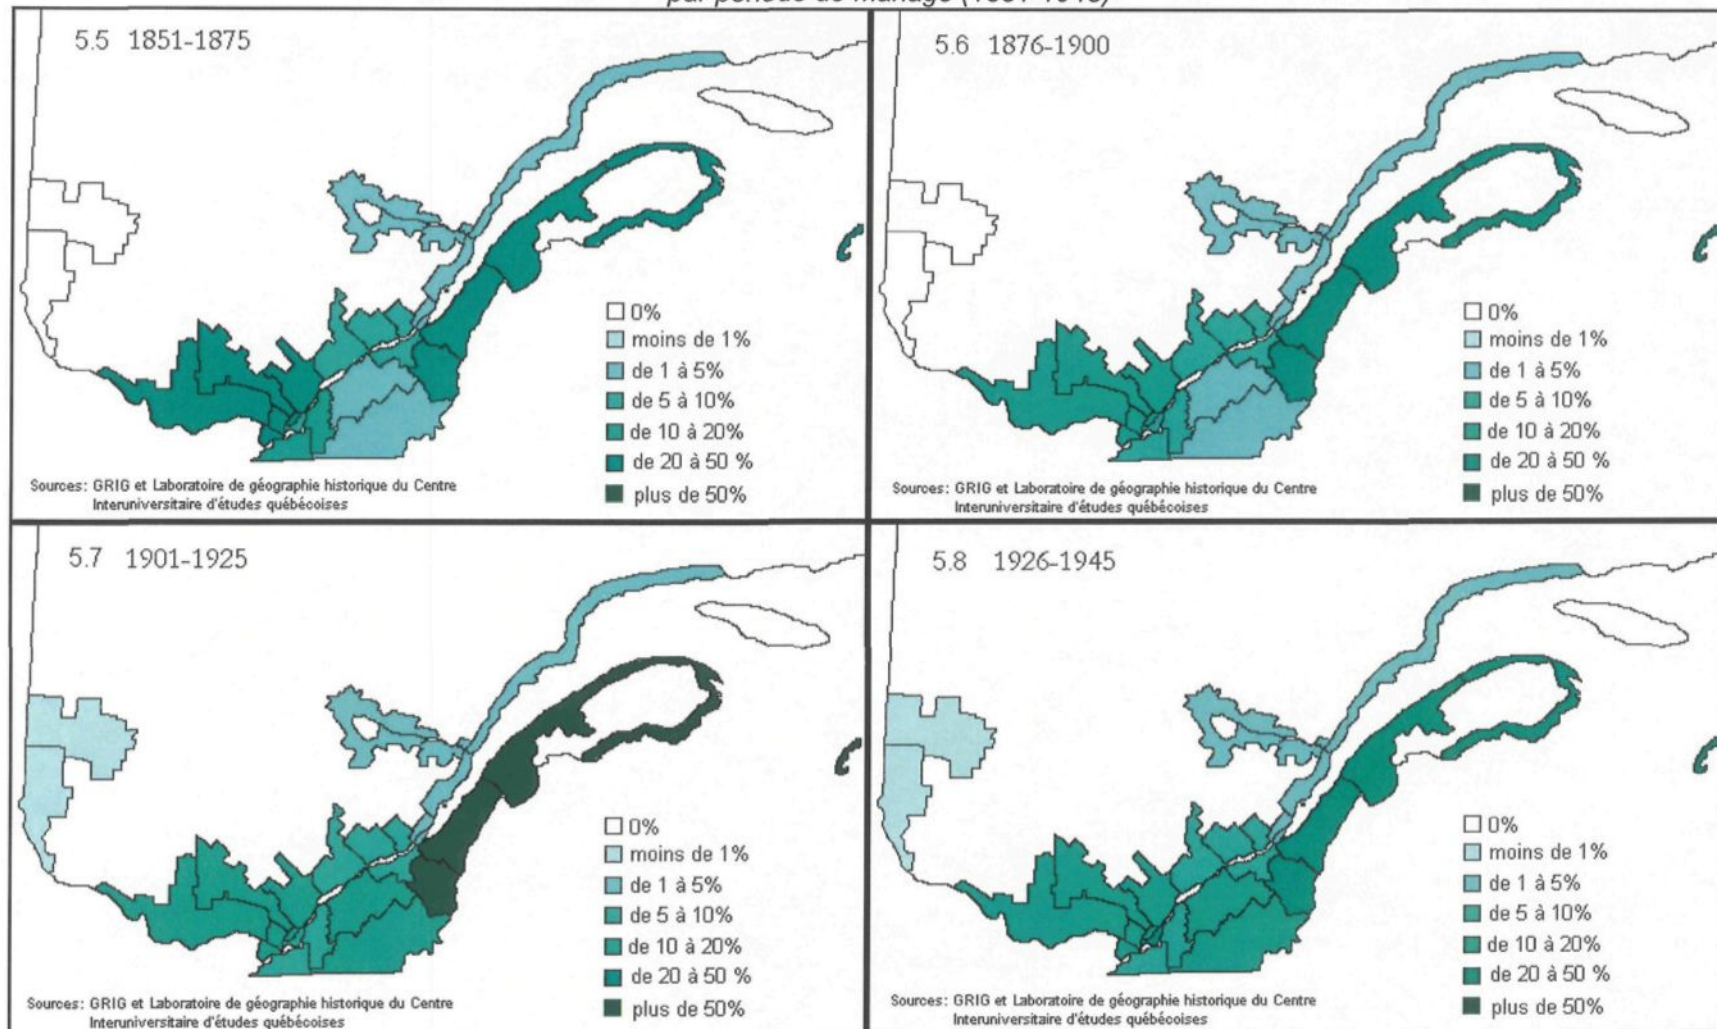 5.5 1851-1875
0%
moins de 1%
de 1 à 5%
de 5 à 10%
de 10 à 20%
de 20 à 50 %
plus de 50%
Sources: GRIG et Laboratoire de géographie historique du Centre
Interuniversitaire d'études québécoises
5.6 1876-1900
0%
moins de 1%
de 1 à 5%
de 5 à 10%
de 10 à 20%
de 20 à 50 %
plus de 50%
Sources: GRIG et Laboratoire de géographie historique du Centre
Interuniversitaire d'études québécoises
5.7 1901-1925
0%
moins de 1%
de 1 à 5%
de 5 à 10%
de 10 à 20%
de 20 à 50 %
plus de 50%
Sources: GRIG et Laboratoire de géographie historique du Centre
Interuniversitaire d'études québécoises
5.8 1926-1945
0%
moins de 1%
de 1 à 5%
de 5 à 10%
de 10 à 20%
de 20 à 50 %
plus de 50%
Sources: GRIG et Laboratoire de géographie historique du Centre
Interuniversitaire d'études québécoises